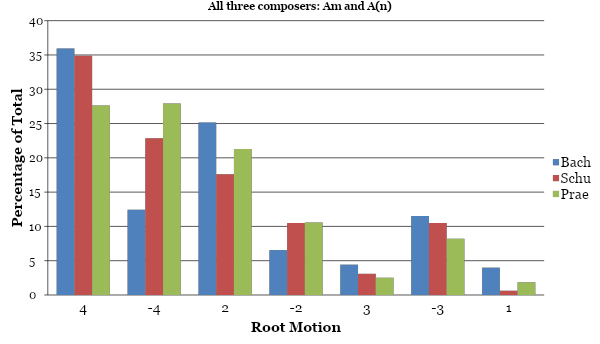 All three composers: Am and A(n)
Percentage of Total
40
35
30
25
20
15
10
5
0
4 -4 2 -2 3 -3 1
Root Motion
Bach
Schu
Prae